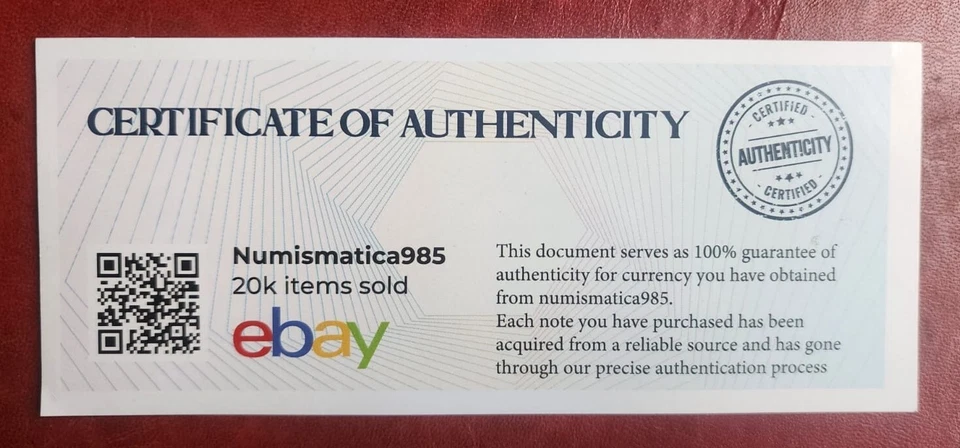 CERTIFICATE OF AUTHENTICITY
CERTIFIED
AUTHENTICITY
CERTIFIED
Numismatica985
20k items sold
ebay
This document serves as 100% guarantee of
authenticity for currency you have obtained
from numismatica985.
Each note you have purchased has been
acquired from a reliable source and has gone
through our precise authentication process